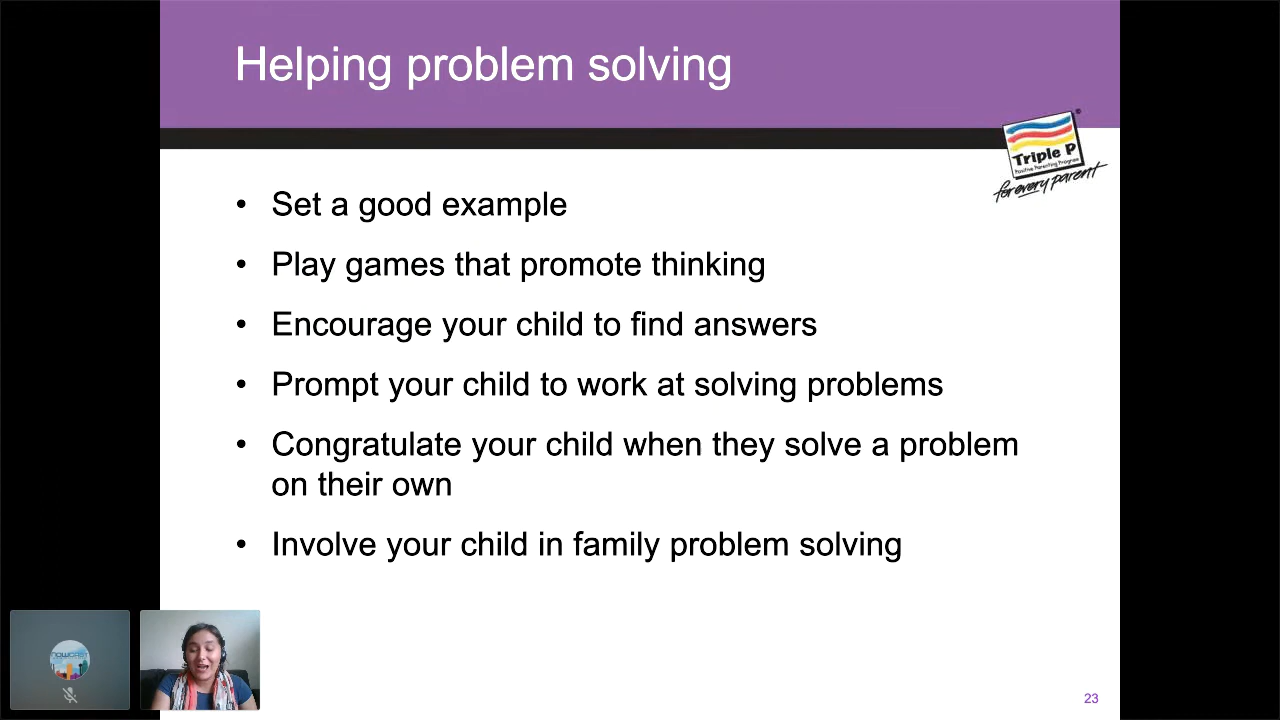 Helping problem solving
®
Triple P
Positive Parenting Program
for every parent
• Set a good example
• Play games that promote thinking
• Encourage your child to find answers
• Prompt your child to work at solving problems
• Congratulate your child when they solve a problem
on their own
• Involve your child in family problem solving
NOWCAST
23